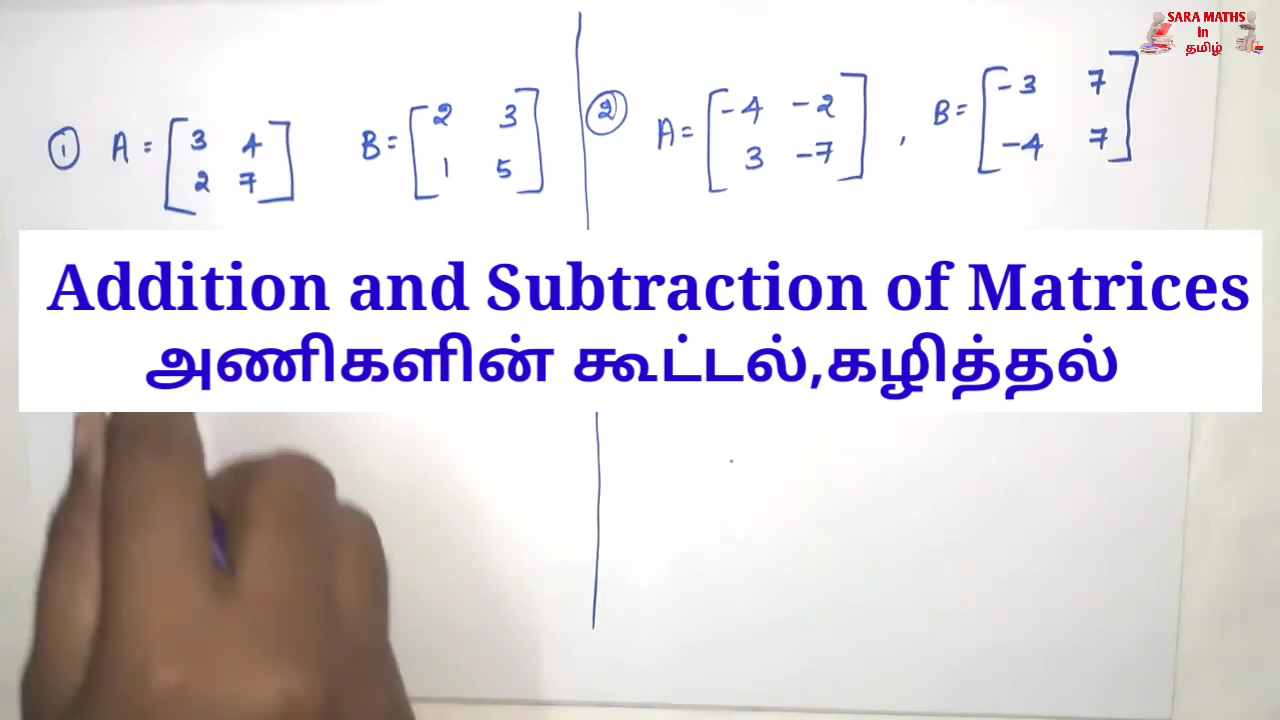 SARA MATHS
In
தமிழ்
① A = [3 4
2 7] B = [2 3
1 5]
② A = [-4 -2
3 -7] , B = [-3 7
-4 7]
Addition and Subtraction of Matrices
அணிகளின் கூட்டல்,கழித்தல்